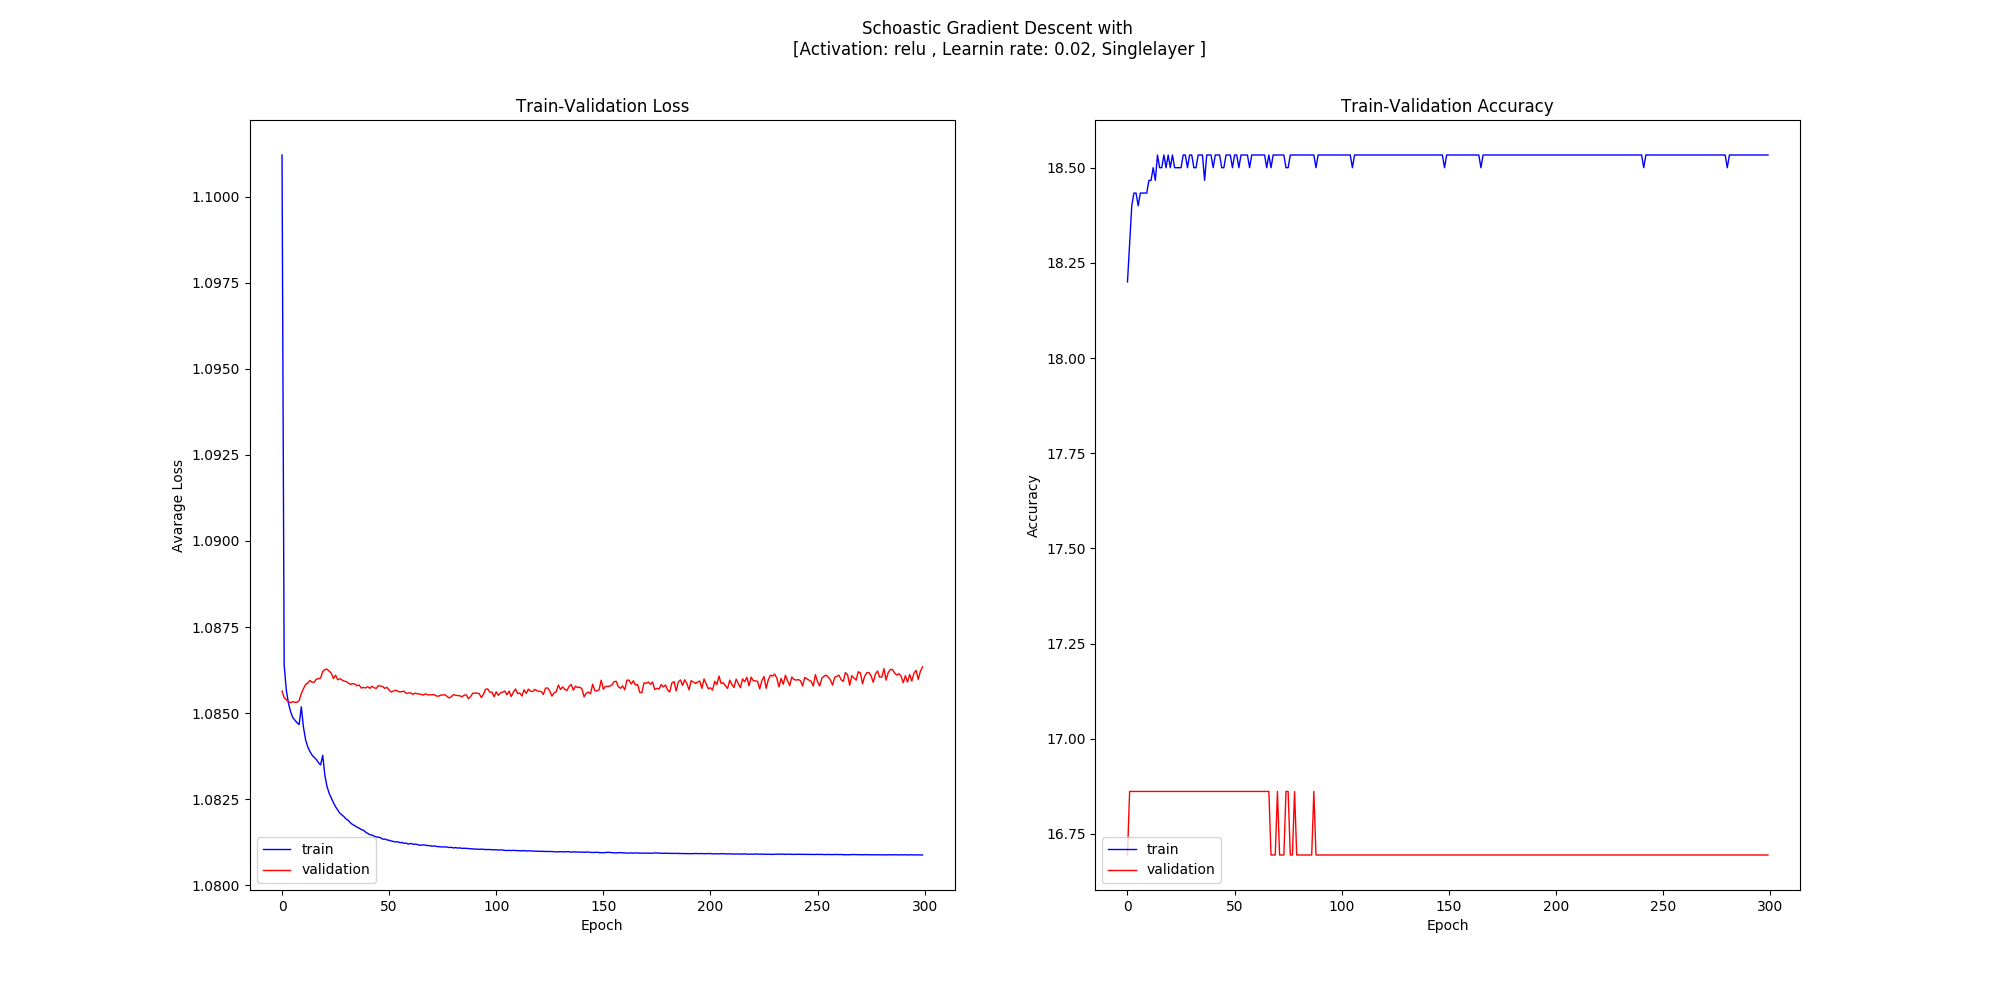 Schoastic Gradient Descent with
[Activation: relu , Learnin rate: 0.02, Singlelayer ]
Train-Validation Loss
1.1000
1.0975
1.0950
1.0925
1.0900
1.0875
1.0850
1.0825
1.0800
Avarage Loss
train
validation
0 50 100 150 200 250 300
Epoch
Train-Validation Accuracy
18.50
18.25
18.00
17.75
17.50
17.25
17.00
16.75
Accuracy
train
validation
0 50 100 150 200 250 300
Epoch